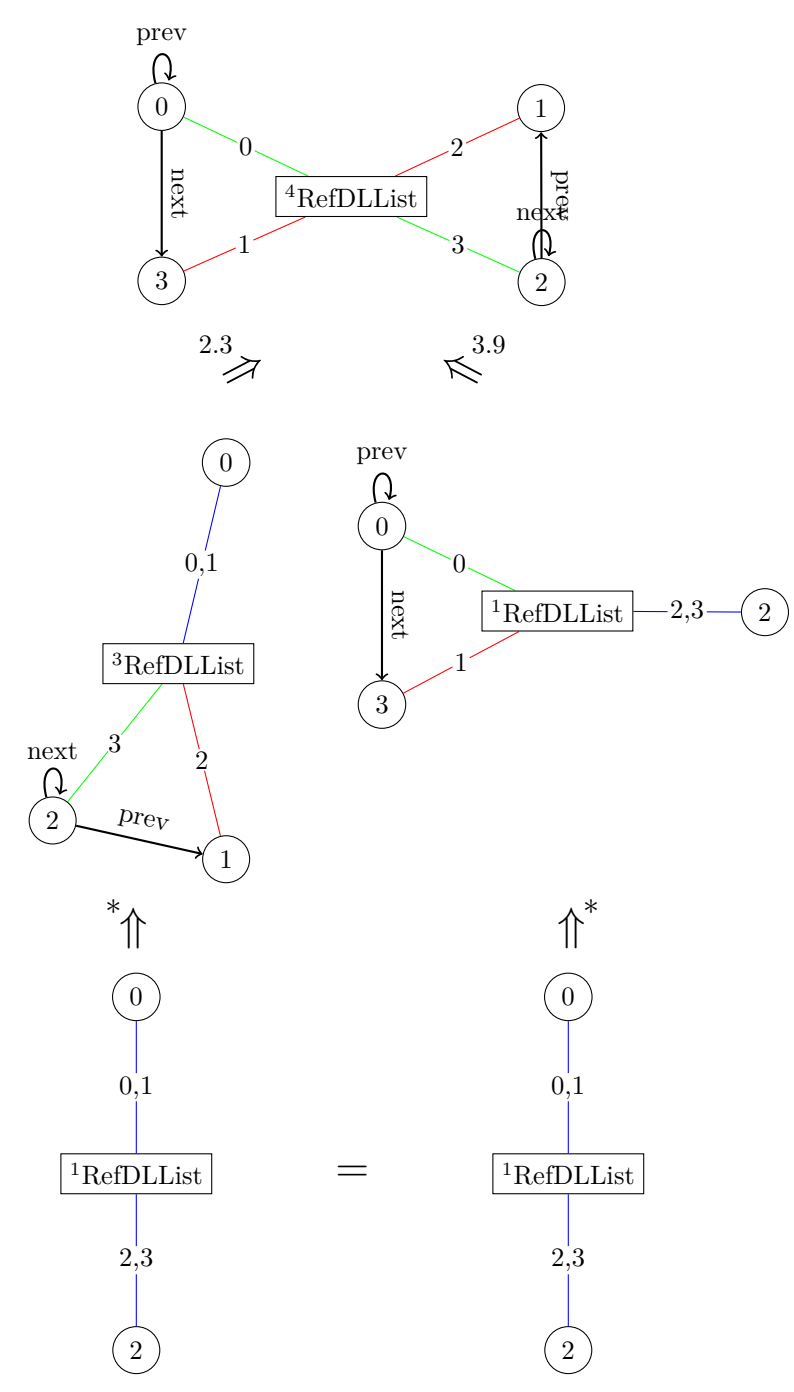 prev
0
1
0
2
next
⁴RefDLList
prev
next
1
3
3
2
2.3
3.9
0
prev
0
0,1
0
next
¹RefDLList
2,3
2
³RefDLList
1
3
3
2
next
2
prev
1
*
*
0
0
0,1
0,1
¹RefDLList
=
¹RefDLList
2,3
2,3
2
2